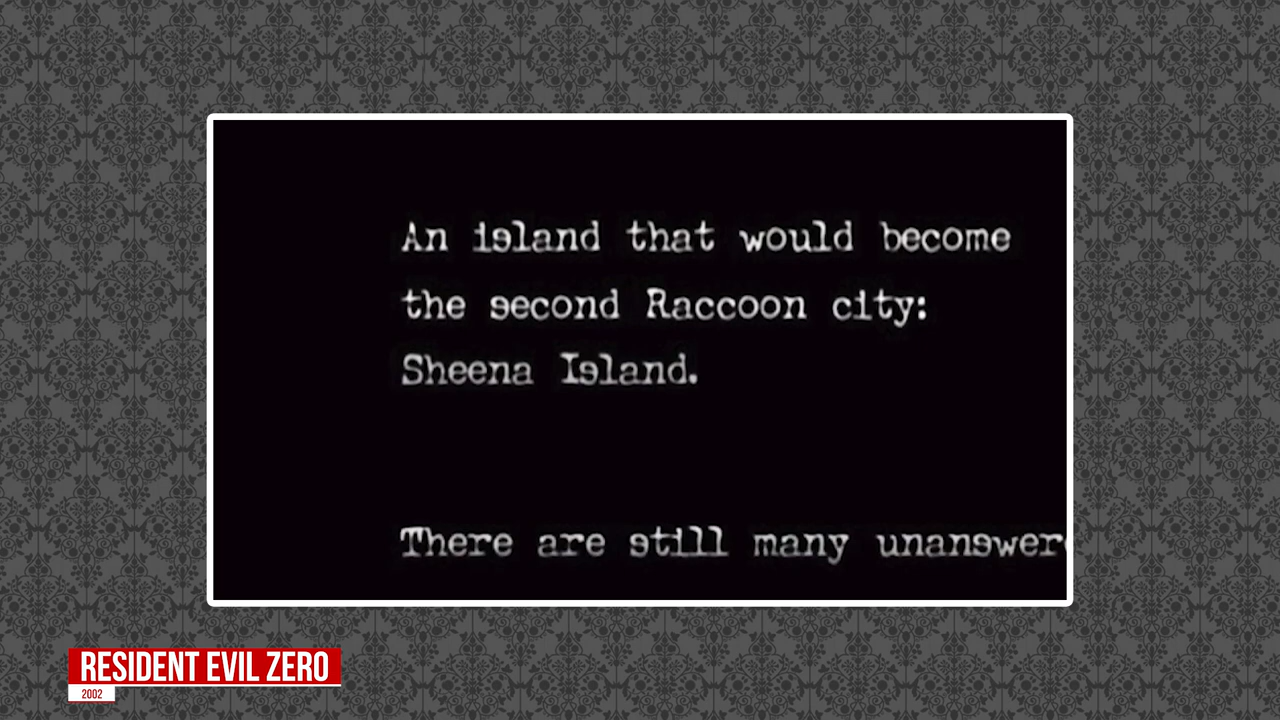 An island that would become
the second Raccoon city:
Sheena Island.
There are still many
RESIDENT EVIL ZERO
2002